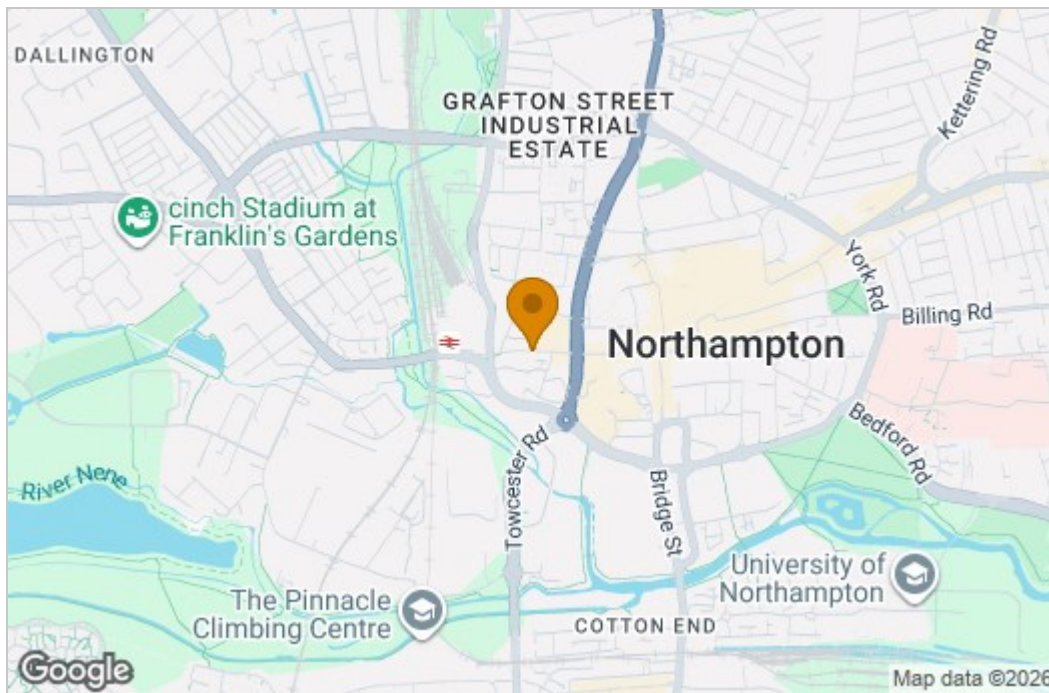 DALLINGTON
Kettering Rd
GRAFTON STREET
INDUSTRIAL
ESTATE
cinch Stadium at
Franklin's Gardens
York Rd
Billing Rd
Northampton
Bedford Rd
Towcester Rd
River Nene
Bridge St
University of
Northampton
The Pinnacle
Climbing Centre
COTTON END
Google
Map data ©2026